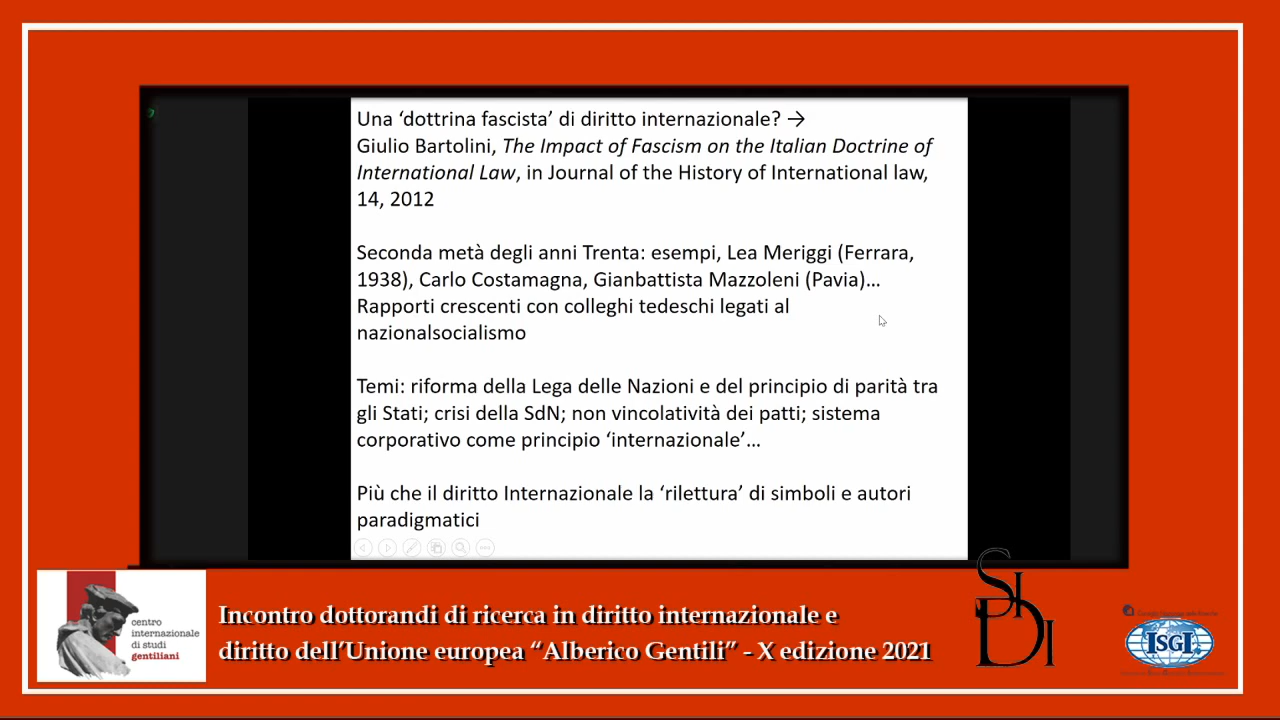 Una ‘dottrina fascista’ di diritto internazionale? →
Giulio Bartolini, The Impact of Fascism on the Italian Doctrine of
International Law, in Journal of the History of International law,
14, 2012
Seconda metà degli anni Trenta: esempi, Lea Meriggi (Ferrara,
1938), Carlo Costamagna, Gianbattista Mazzoleni (Pavia)…
Rapporti crescenti con colleghi tedeschi legati al
nazionalsocialismo
Temi: riforma della Lega delle Nazioni e del principio di parità tra
gli Stati; crisi della SdN; non vincolatività dei patti; sistema
corporativo come principio ‘internazionale’…
Più che il diritto Internazionale la ‘rilettura’ di simboli e autori
paradigmatici
centro
internazionale
di studi
gentiliani
Incontro dottorandi di ricerca in diritto internazionale e
diritto dell’Unione europea “Alberico Gentili” - X edizione 2021
SIDI
ISGI